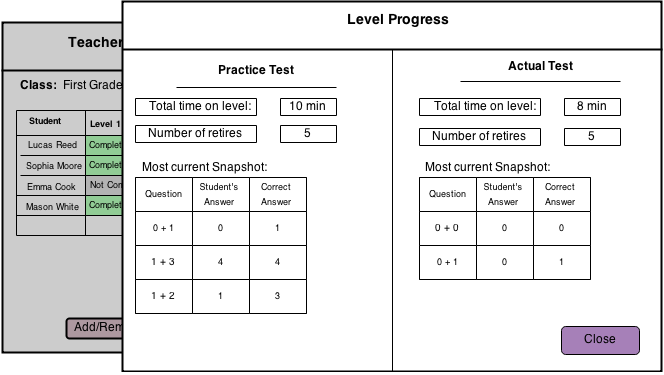 Level Progress
Teacher
Class: First Grade
Student Level 1
Lucas Reed Complet
Sophia Moore Complet
Emma Cook Not Con
Mason White Complet
Add/Rem
Practice Test
Total time on level: 10 min
Number of retires 5
Most current Snapshot:
Question Student's Answer Correct Answer
0 + 1 0 1
1 + 3 4 4
1 + 2 1 3
Actual Test
Total time on level: 8 min
Number of retires 5
Most current Snapshot:
Question Student's Answer Correct Answer
0 + 0 0 0
0 + 1 0 1
Close